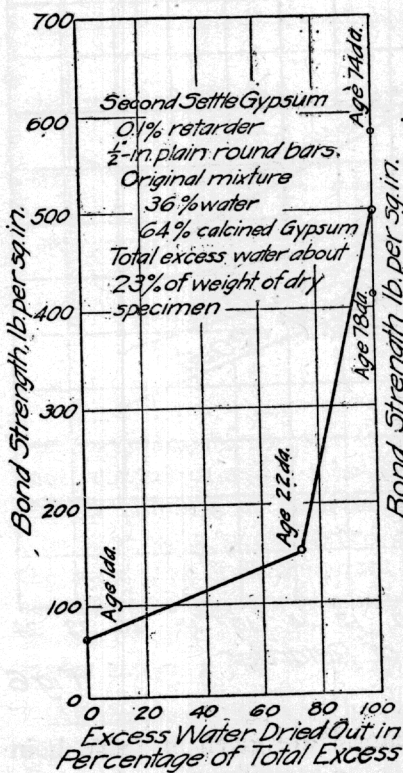 700
600
500
400
300
200
100
0
Bond Strength, lb. per sq. in.
Second Settle Gypsum
0.1% retarder
½-in. plain round bars.
Original mixture
36% water
64% calcined Gypsum
Total excess water about
23% of weight of dry
specimen
Age 1da.
Age 22da.
Age 78da.
Age 74da.
Bond Strength, lb. per sq. in.
0 20 40 60 80 100
Excess Water Dried Out in
Percentage of Total Excess